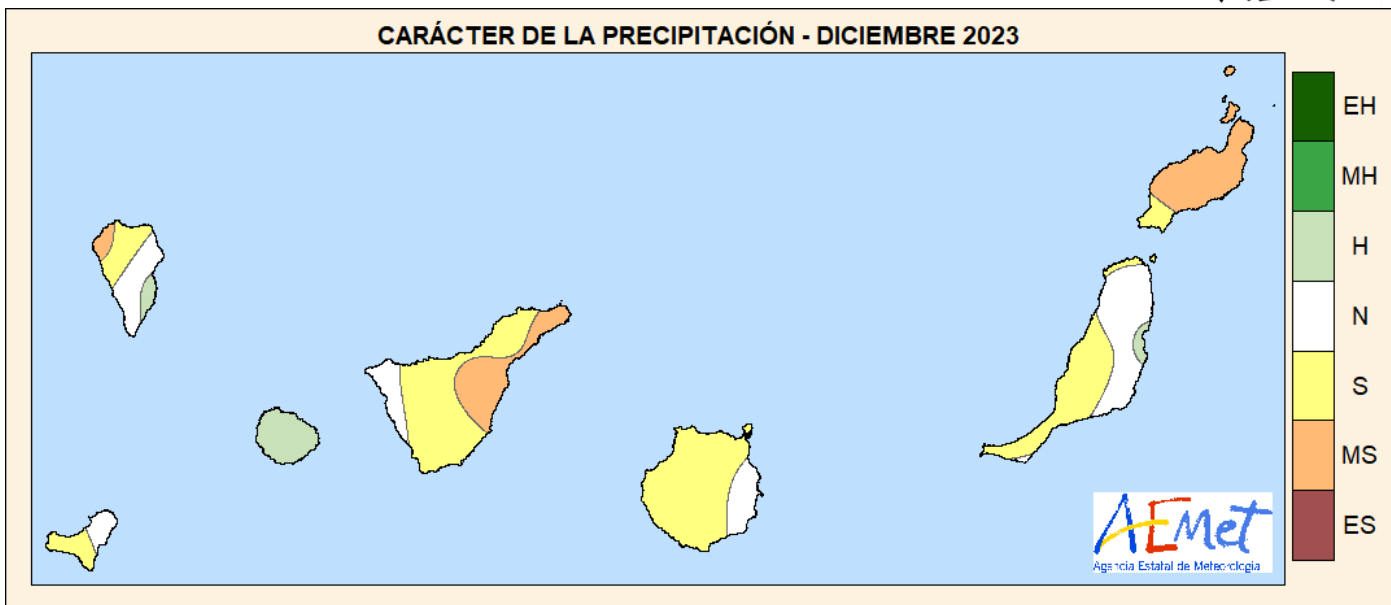 CARÁCTER DE LA PRECIPITACIÓN - DICIEMBRE 2023
EH
MH
H
N
S
MS
ES
AEMet
Agencia Estatal de Meteorología